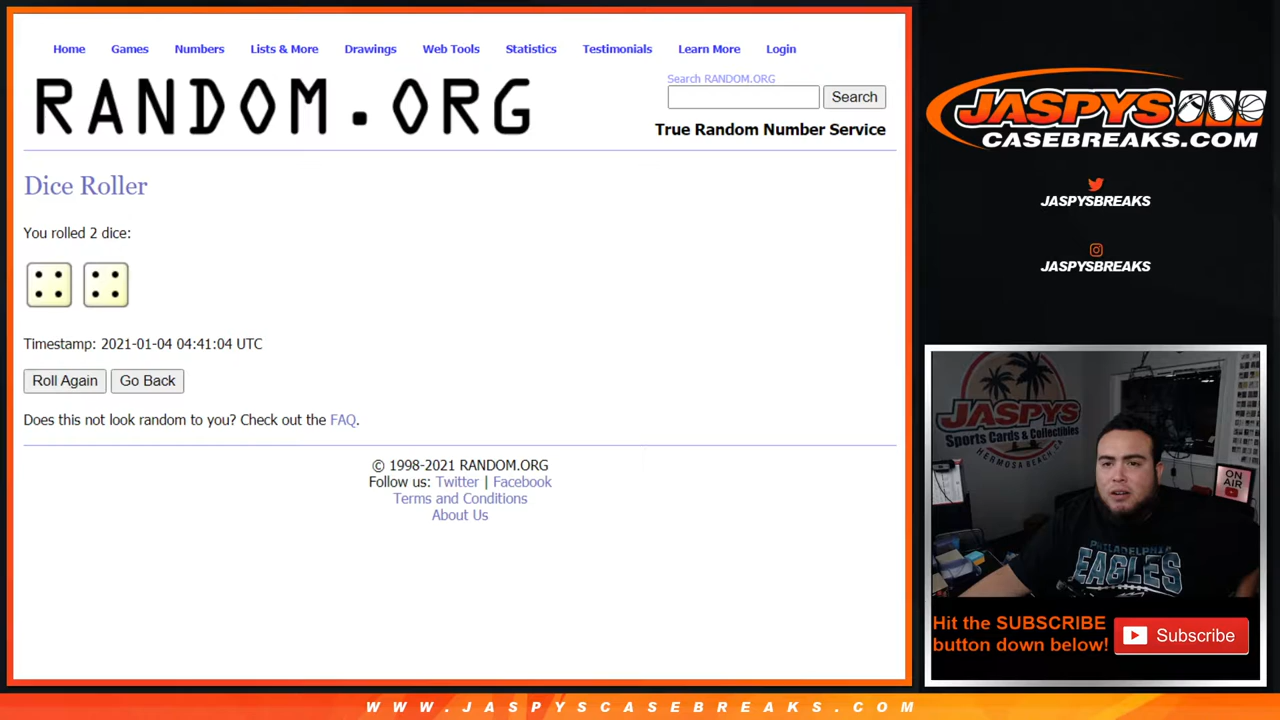 Home Games Numbers Lists & More Drawings Web Tools Statistics Testimonials Learn More Login
RANDOM.ORG
Search RANDOM.ORG
Search
True Random Number Service
Dice Roller
You rolled 2 dice:
Timestamp: 2021-01-04 04:41:04 UTC
Roll Again Go Back
Does this not look random to you? Check out the FAQ.
© 1998-2021 RANDOM.ORG
Follow us: Twitter | Facebook
Terms and Conditions
About Us
JASPYS
CASEBREAKS.COM
JASPYSBREAKS
JASPYSBREAKS
JASPYS
Sports Cards & Collectibles
HERMOSA BEACH, CA
ON
AIR
PHILADELPHIA
EAGLES
Hit the SUBSCRIBE
button down below!
Subscribe
WWW.JASPYSCASEBREAKS.COM